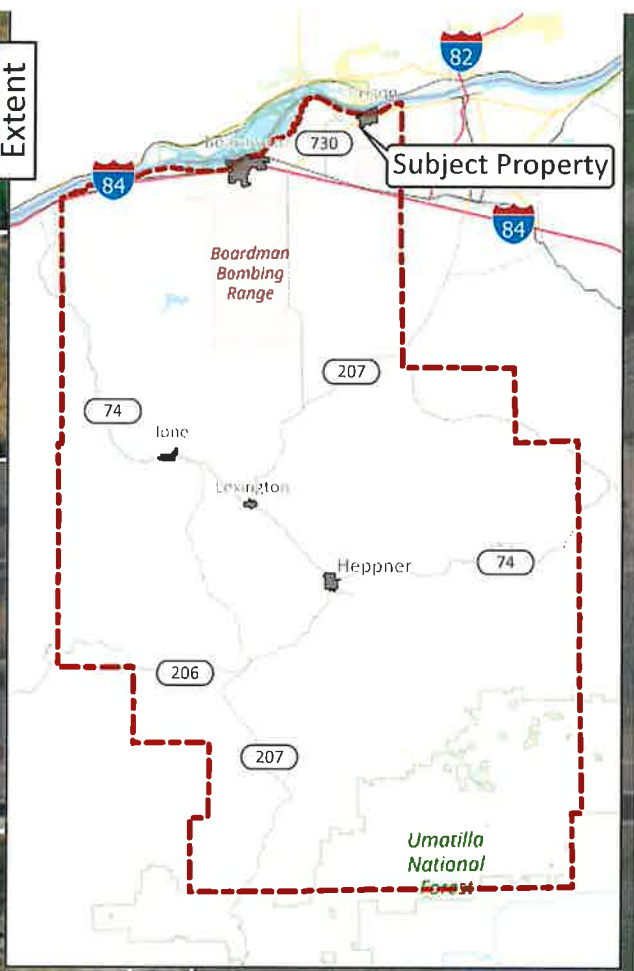 Extent
82
730
Subject Property
84
84
Boardman
Bombing
Range
207
74
Ione
Lexington
Heppner
74
206
207
Umatilla
National
Forest